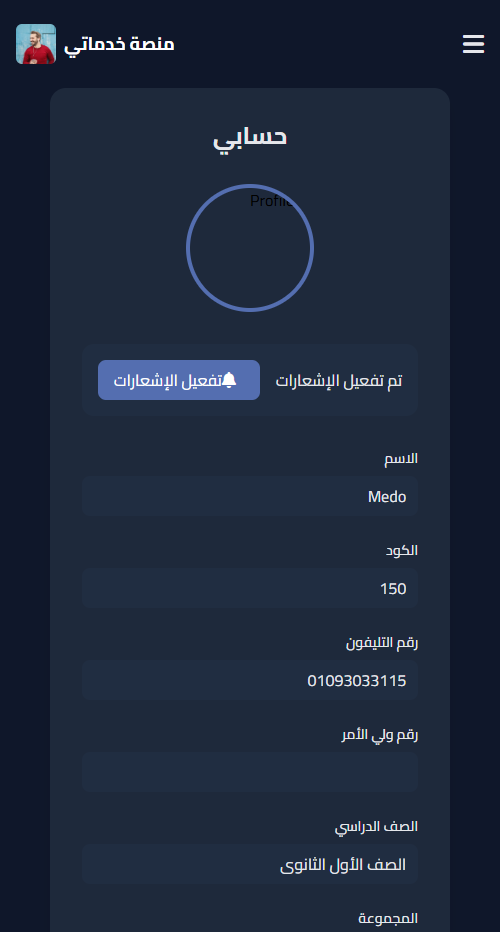 منصة خدماتي
حسابي
Profile
تم تفعيل الإشعارات
تفعيل الإشعارات
الاسم
Medo
الكود
150
رقم التليفون
01093033115
رقم ولي الأمر
الصف الدراسي
الصف الأول الثانوى
المجموعة